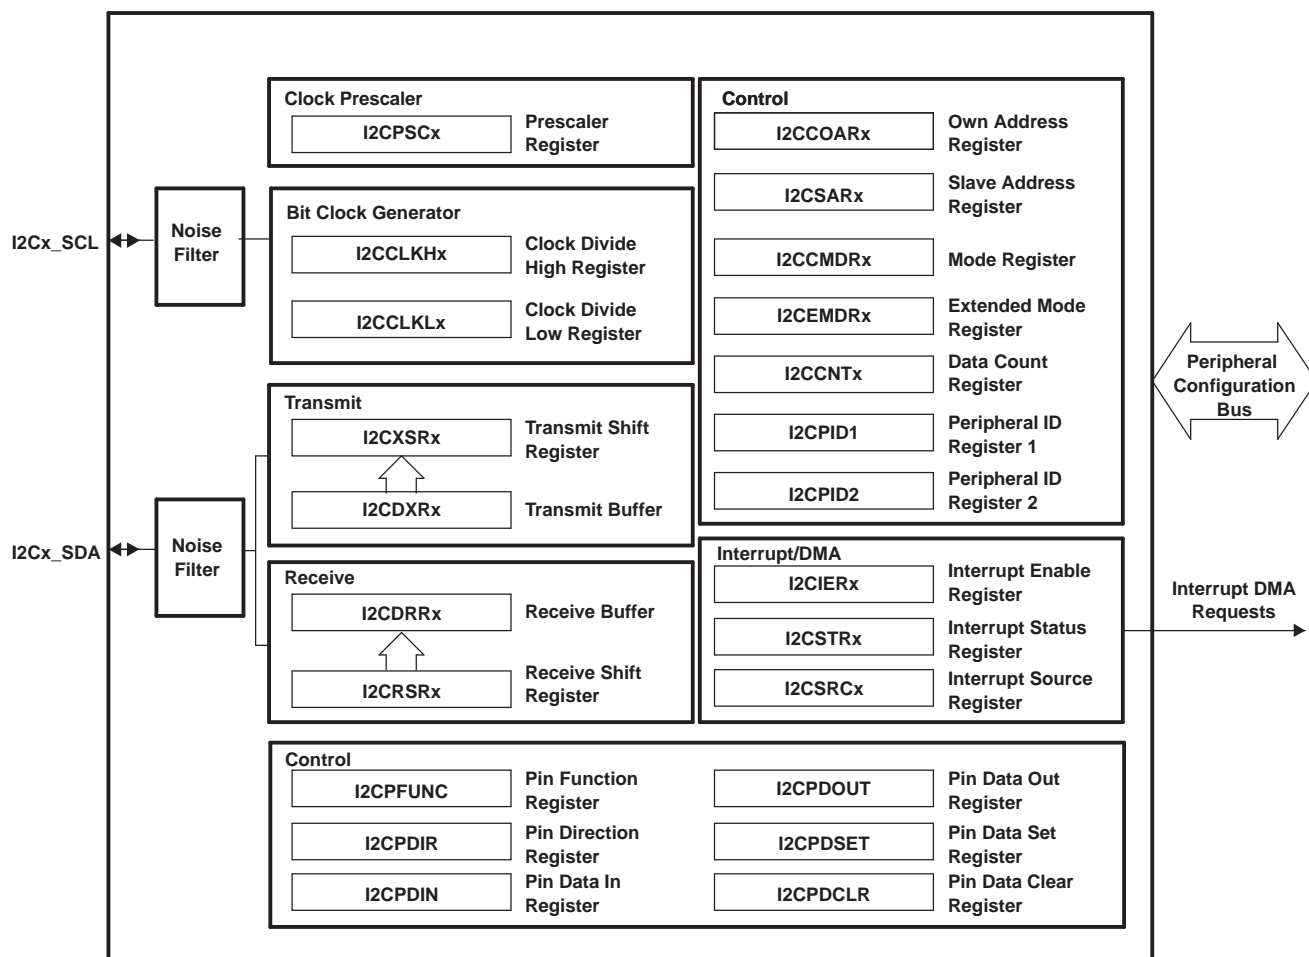 Clock Prescaler
I2CPSCx
Prescaler
Register
Bit Clock Generator
I2CCLKHx
Clock Divide
High Register
I2CCLKLx
Clock Divide
Low Register
I2Cx_SCL
Noise
Filter
Transmit
I2CXSRx
Transmit Shift
Register
I2CDXRx
Transmit Buffer
I2Cx_SDA
Noise
Filter
Receive
I2CDRRx
Receive Buffer
I2CRSRx
Receive Shift
Register
Control
I2CCOARx
Own Address
Register
I2CSARx
Slave Address
Register
I2CCMDRx
Mode Register
I2CEMDRx
Extended Mode
Register
I2CCNTx
Data Count
Register
I2CPID1
Peripheral ID
Register 1
I2CPID2
Peripheral ID
Register 2
Peripheral
Configuration
Bus
Interrupt/DMA
I2CIERx
Interrupt Enable
Register
I2CSTRx
Interrupt Status
Register
I2CSRCx
Interrupt Source
Register
Interrupt DMA
Requests
Control
I2CPFUNC
Pin Function
Register
I2CPDIR
Pin Direction
Register
I2CPDIN
Pin Data In
Register
I2CPDOUT
Pin Data Out
Register
I2CPDSET
Pin Data Set
Register
I2CPDCLR
Pin Data Clear
Register